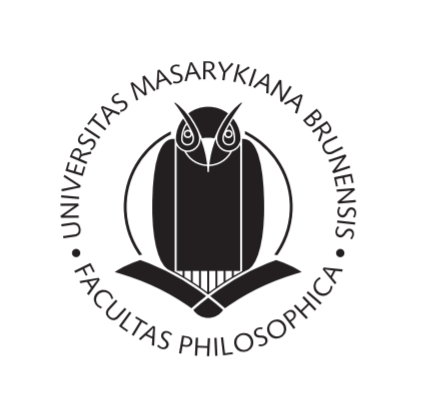 UNIVERSITAS MASARYKIANA BRUNENSIS
• FACULTAS PHILOSOPHICA •